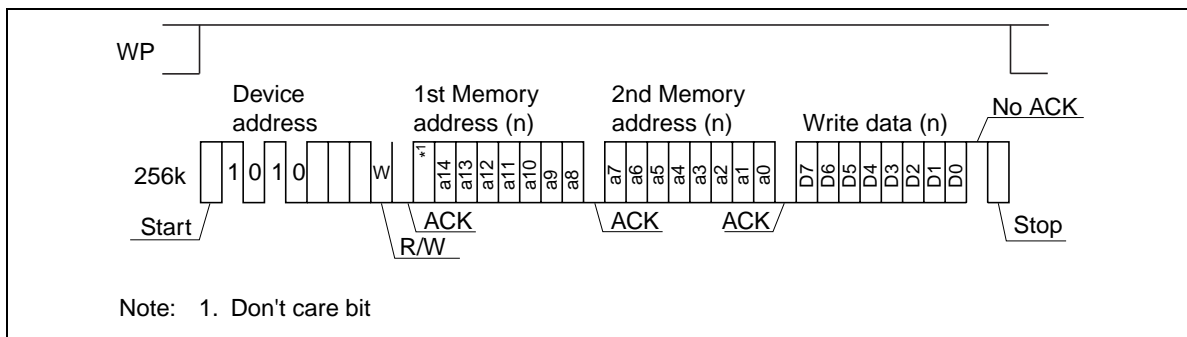 WP
Device address
1st Memory address (n)
2nd Memory address (n)
Write data (n)
No ACK
256k
1 0 1 0 W *1 a14 a13 a12 a11 a10 a9 a8 a7 a6 a5 a4 a3 a2 a1 a0 D7 D6 D5 D4 D3 D2 D1 D0
Start
R/W
ACK
ACK
ACK
Stop
Note: 1. Don't care bit